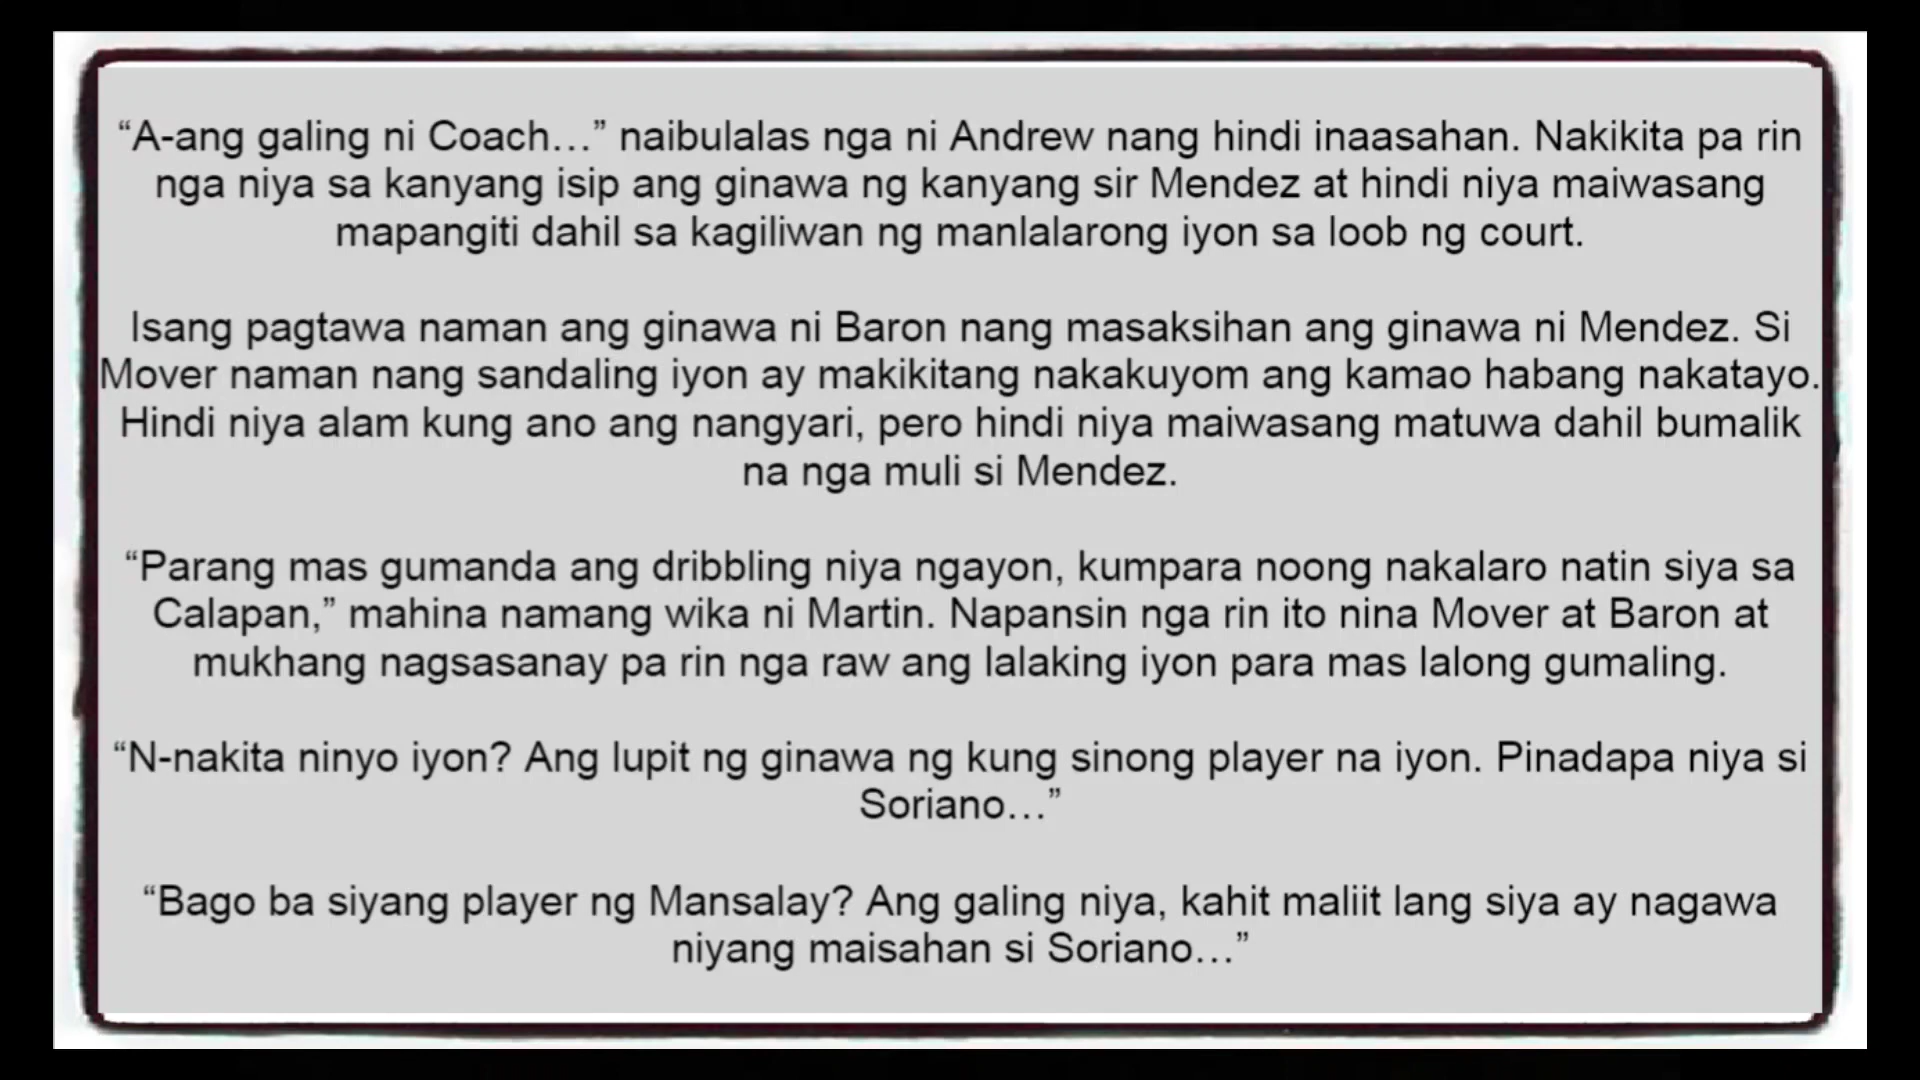 “A-ang galing ni Coach...” naibulalas nga ni Andrew nang hindi inaasahan. Nakikita pa rin
nga niya sa kanyang isip ang ginawa ng kanyang sir Mendez at hindi niya maiwasang
mapangiti dahil sa kagiliwan ng manlalarong iyon sa loob ng court.
Isang pagtawa naman ang ginawa ni Baron nang masaksihan ang ginawa ni Mendez. Si
Mover naman nang sandaling iyon ay makikitang nakakuyom ang kamao habang nakatayo.
Hindi niya alam kung ano ang nangyari, pero hindi niya maiwasang matuwa dahil bumalik
na nga muli si Mendez.
“Parang mas gumanda ang dribbling niya ngayon, kumpara noong nakalaro natin siya sa
Calapan,” mahina namang wika ni Martin. Napansin nga rin ito nina Mover at Baron at
mukhang nagsasanay pa rin nga raw ang lalaking iyon para mas lalong gumaling.
“N-nakita ninyo iyon? Ang lupit ng ginawa ng kung sinong player na iyon. Pinadapa niya si
Soriano...”
“Bago ba siyang player ng Mansalay? Ang galing niya, kahit maliit lang siya ay nagawa
niyang maisahan si Soriano...”